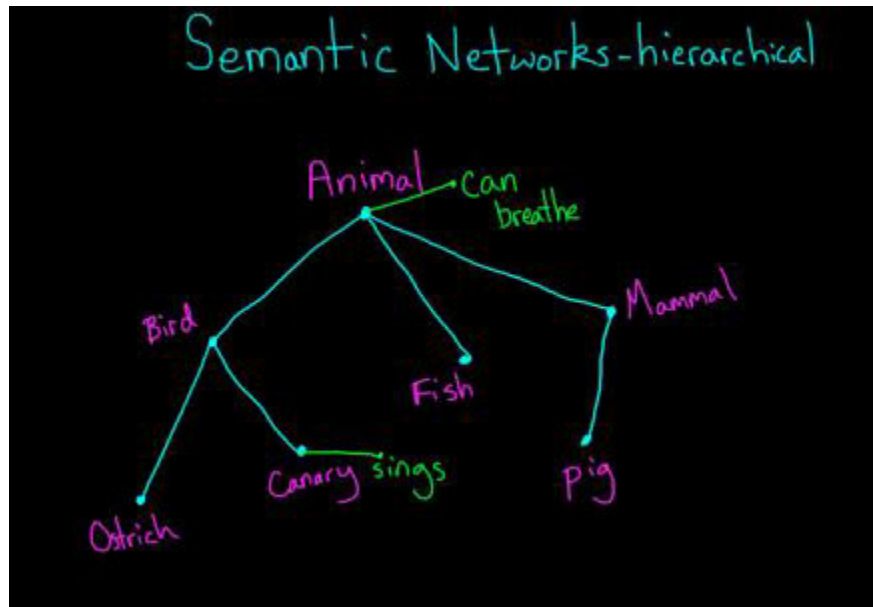 Semantic Networks-hierarchical
Animal
can
breathe
Mammal
Bird
Fish
Canary sings
pig
Ostrich